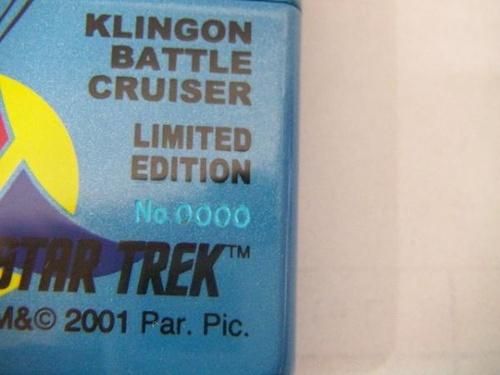 KLINGON
BATTLE
CRUISER
LIMITED
EDITION
No.0000
STAR TREK™
M&© 2001 Par. Pic.